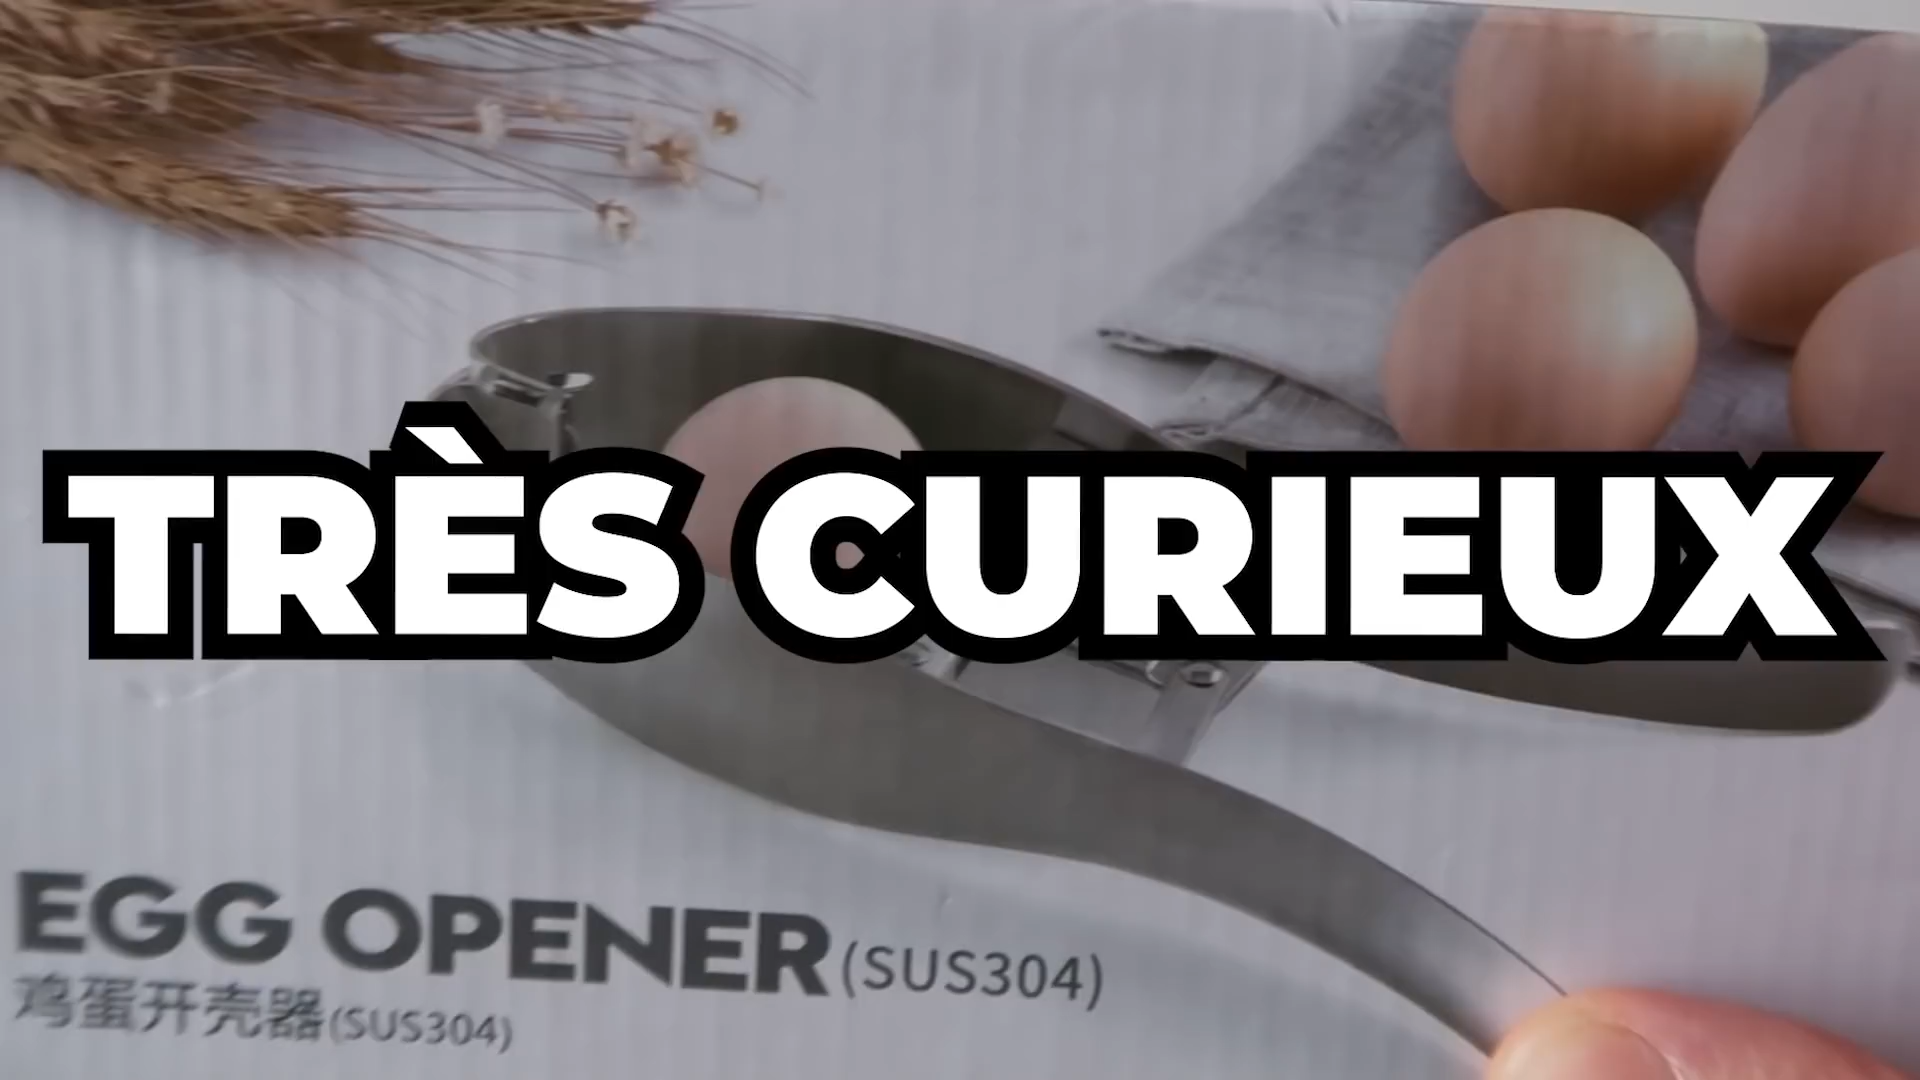 TRÈS CURIEUX
EGG OPENER (SUS304)
鸡蛋开壳器(SUS304)